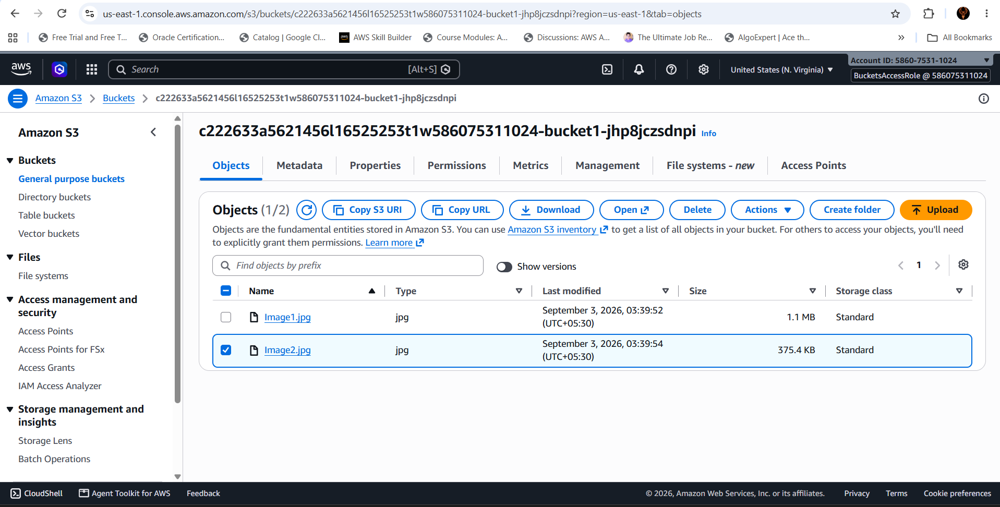 us-east-1.console.aws.amazon.com/s3/buckets/c222633a5621456l16525253t1w586075311024-bucket1-jhp8jczsdnpi?region=us-east-1&tab=objects
Free Trial and Free T... Oracle Certification... Catalog | Google Cl... AWS Skill Builder Course Modules: A... Discussions: AWS A... The Ultimate Job Re... AlgoExpert | Ace th... » All Bookmarks
aws Search [Alt+S] United States (N. Virginia) Account ID: 5860-7531-1024
BucketsAccessRole @ 586075311024
Amazon S3 Buckets c222633a5621456l16525253t1w586075311024-bucket1-jhp8jczsdnpi
Amazon S3
Buckets
General purpose buckets
Directory buckets
Table buckets
Vector buckets
Files
File systems
Access management and
security
Access Points
Access Points for FSx
Access Grants
IAM Access Analyzer
Storage management and
insights
Storage Lens
Batch Operations
c222633a5621456l16525253t1w586075311024-bucket1-jhp8jczsdnpi Info
Objects Metadata Properties Permissions Metrics Management File systems - new Access Points
Objects (1/2) Copy S3 URI Copy URL Download Open Delete Actions Create folder Upload
Objects are the fundamental entities stored in Amazon S3. You can use Amazon S3 inventory to get a list of all objects in your bucket. For others to access your objects, you'll need
to explicitly grant them permissions. Learn more
Find objects by prefix Show versions 1
Name Type Last modified Size Storage class
Image1.jpg jpg September 3, 2026, 03:39:52 1.1 MB Standard
(UTC+05:30)
Image2.jpg jpg September 3, 2026, 03:39:54 375.4 KB Standard
(UTC+05:30)
CloudShell Agent Toolkit for AWS Feedback © 2026, Amazon Web Services, Inc. or its affiliates. Privacy Terms Cookie preferences